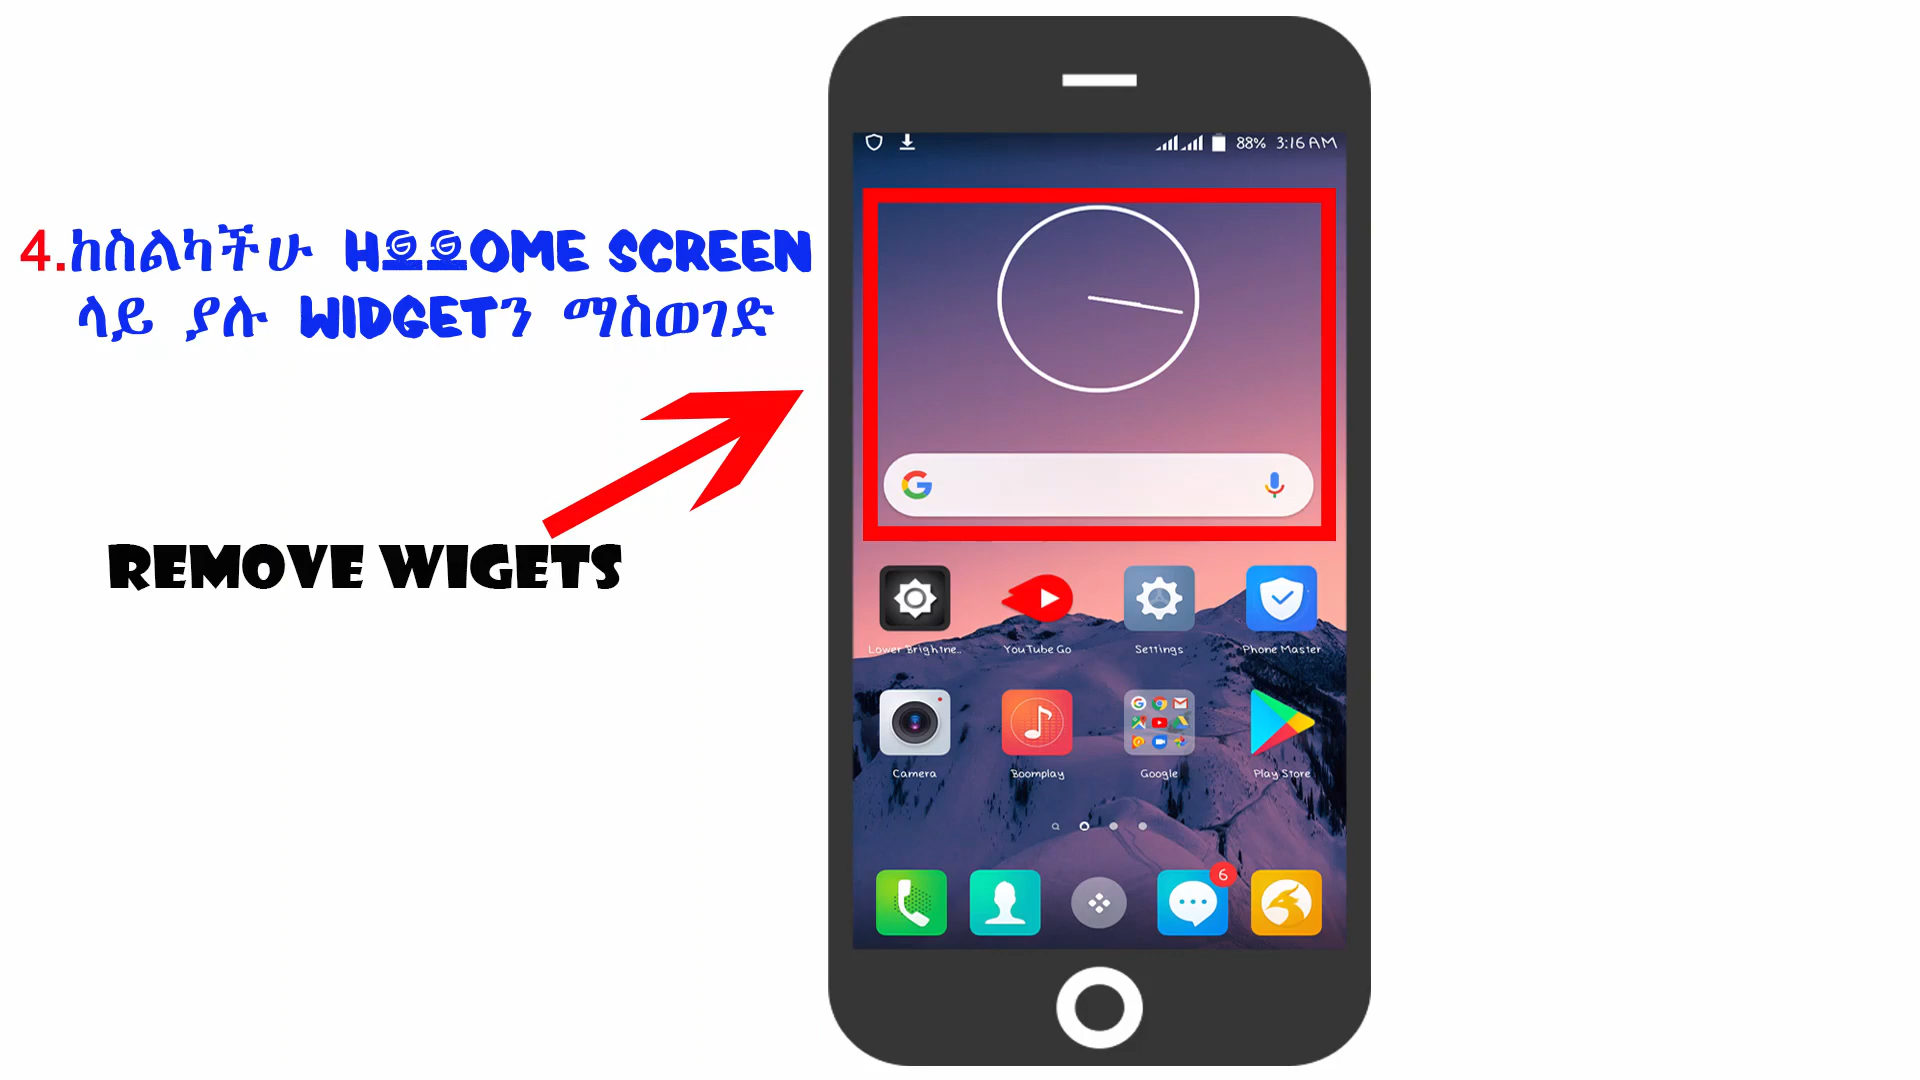 4.ከስልካችሁ HOME SCREEN
ላይ ያሉ WIDGETን ማስወገድ
REMOVE WIGETS
88% 3:16 AM
Lower Brightne..
YouTube Go
Settings
Phone Master
Camera
Boomplay
Google
Play Store
6